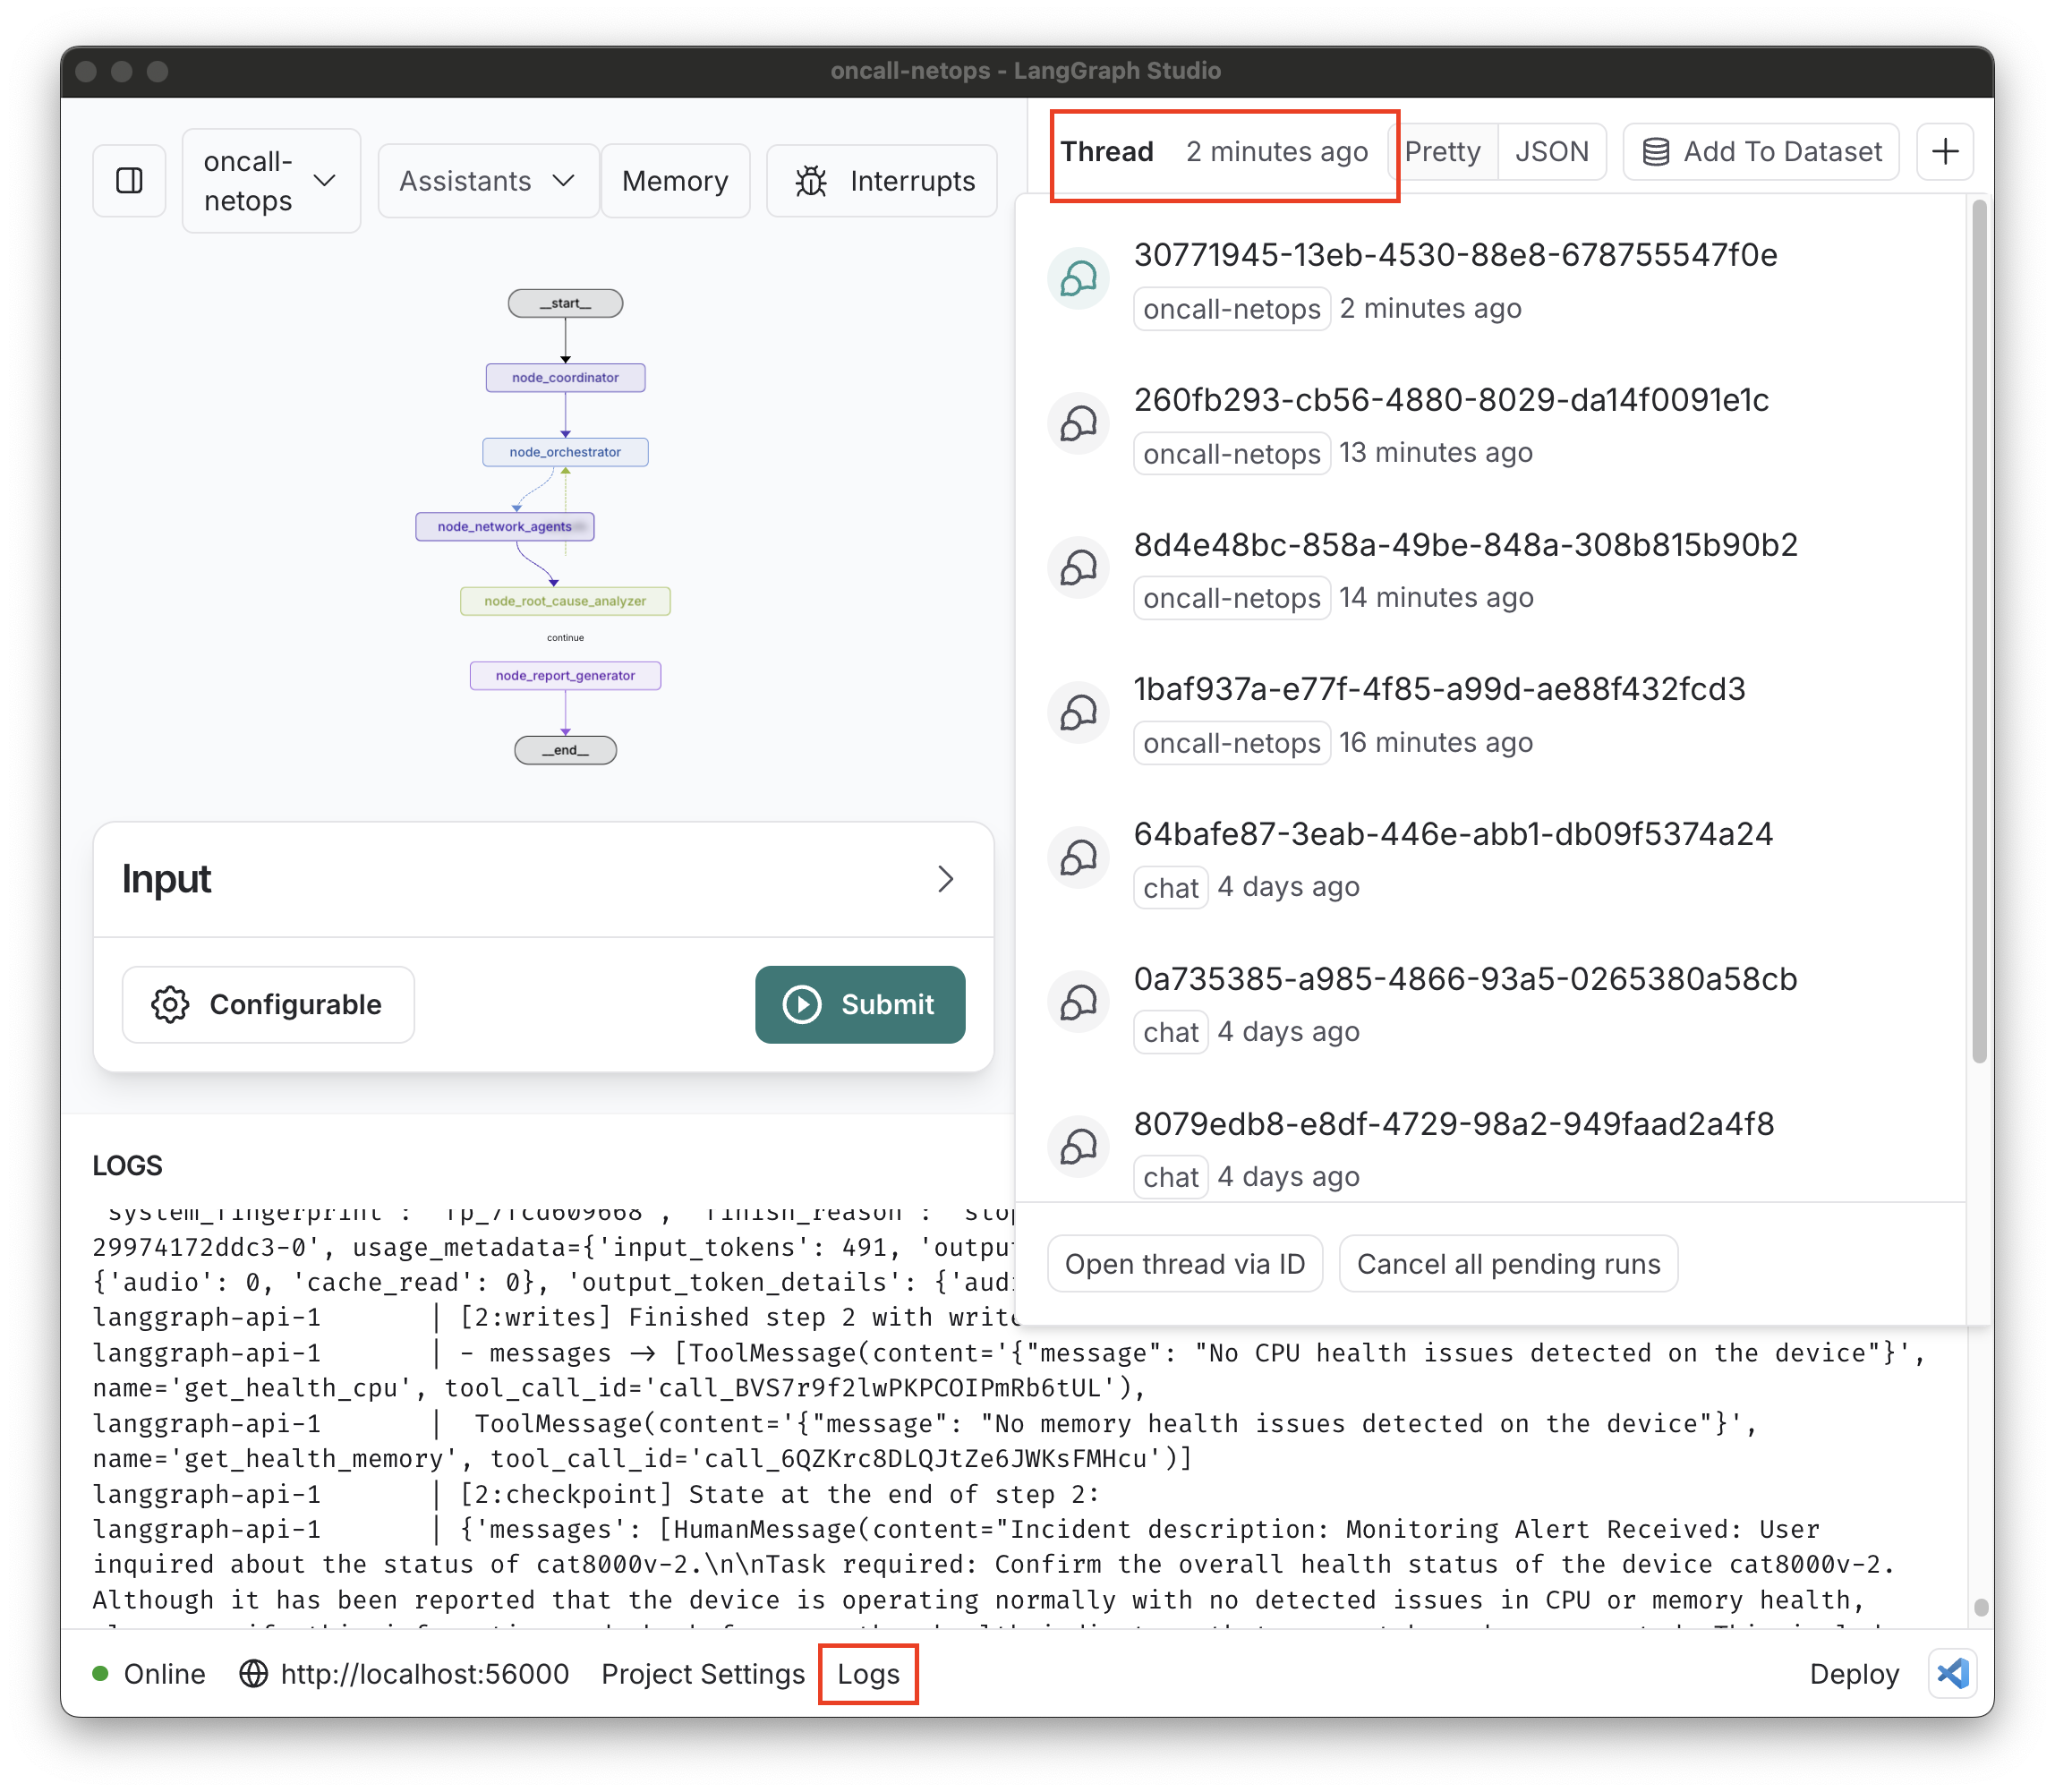 oncall-netops - LangGraph Studio
oncall-
netops
Assistants
Memory
Interrupts
Thread 2 minutes ago
Pretty
JSON
Add To Dataset
__start__
node_coordinator
node_orchestrator
node_network_agents
node_root_cause_analyzer
continue
node_report_generator
__end__
Input
Configurable
Submit
30771945-13eb-4530-88e8-678755547f0e
oncall-netops 2 minutes ago
260fb293-cb56-4880-8029-da14f0091e1c
oncall-netops 13 minutes ago
8d4e48bc-858a-49be-848a-308b815b90b2
oncall-netops 14 minutes ago
1baf937a-e77f-4f85-a99d-ae88f432fcd3
oncall-netops 16 minutes ago
64bafe87-3eab-446e-abb1-db09f5374a24
chat 4 days ago
0a735385-a985-4866-93a5-0265380a58cb
chat 4 days ago
8079edb8-e8df-4729-98a2-949faad2a4f8
chat 4 days ago
Open thread via ID
Cancel all pending runs
LOGS
29974172ddc3-0', usage_metadata={'input_tokens': 491, 'outpu
{'audio': 0, 'cache_read': 0}, 'output_token_details': {'aud
langgraph-api-1 | [2:writes] Finished step 2 with write
langgraph-api-1 | - messages -> [ToolMessage(content='{"message": "No CPU health issues detected on the device"}',
name='get_health_cpu', tool_call_id='call_BVS7r9f2lwPKPCOIPmRb6tUL'),
langgraph-api-1 | ToolMessage(content='{"message": "No memory health issues detected on the device"}',
name='get_health_memory', tool_call_id='call_6QZKrc8DLQJtZe6JWKsFMHcu')]
langgraph-api-1 | [2:checkpoint] State at the end of step 2:
langgraph-api-1 | {'messages': [HumanMessage(content="Incident description: Monitoring Alert Received: User
inquired about the status of cat8000v-2.\n\nTask required: Confirm the overall health status of the device cat8000v-2.
Although it has been reported that the device is operating normally with no detected issues in CPU or memory health,
Online
http://localhost:56000
Project Settings
Logs
Deploy